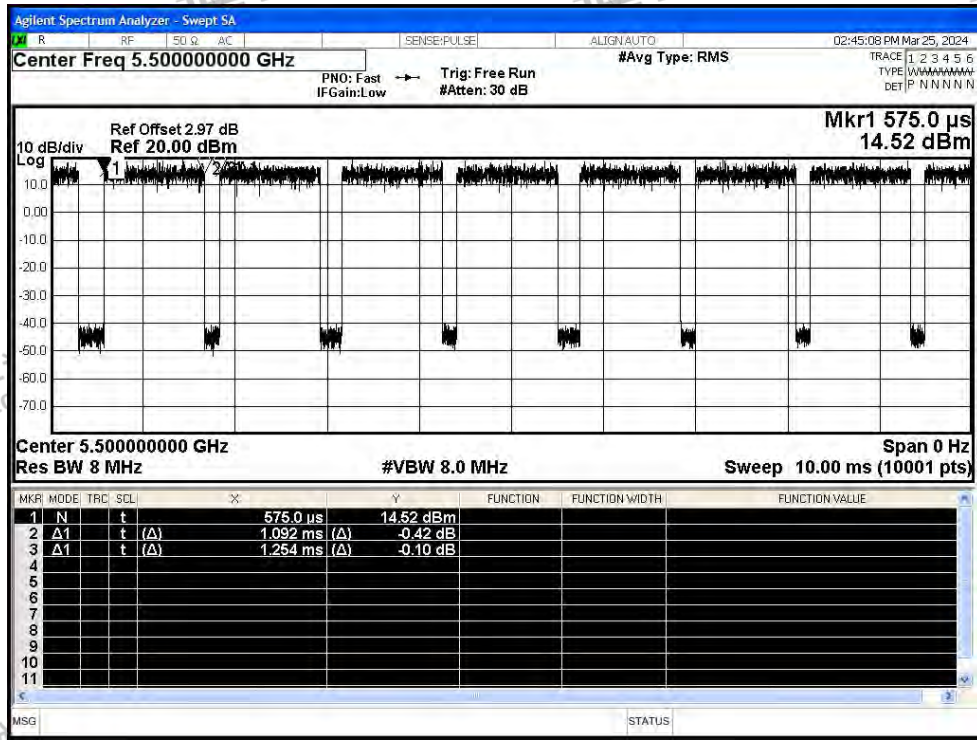 Agilent Spectrum Analyzer - Swept SA
R RF 50 Ω AC SENSE:PULSE ALIGN AUTO 02:45:08 PM Mar 25, 2024
Center Freq 5.500000000 GHz
#Avg Type: RMS
TRACE 1 2 3 4 5 6
TYPE
DET P N N N N N
PNO: Fast
IFGain:Low
Trig: Free Run
#Atten: 30 dB
Mkr1 575.0 µs
14.52 dBm
Ref Offset 2.97 dB
10 dB/div Ref 20.00 dBm
Log
1
10.0
0.00
-10.0
-20.0
-30.0
-40.0
-50.0
-60.0
-70.0
Center 5.500000000 GHz Span 0 Hz
Res BW 8 MHz #VBW 8.0 MHz Sweep 10.00 ms (10001 pts)
MKR MODE TRC SCL X Y FUNCTION FUNCTION WIDTH FUNCTION VALUE
1 N t 575.0 µs 14.52 dBm
2 Δ1 t (Δ) 1.092 ms (Δ) -0.42 dB
3 Δ1 t (Δ) 1.254 ms (Δ) -0.10 dB
4
5
6
7
8
9
10
11
MSG STATUS